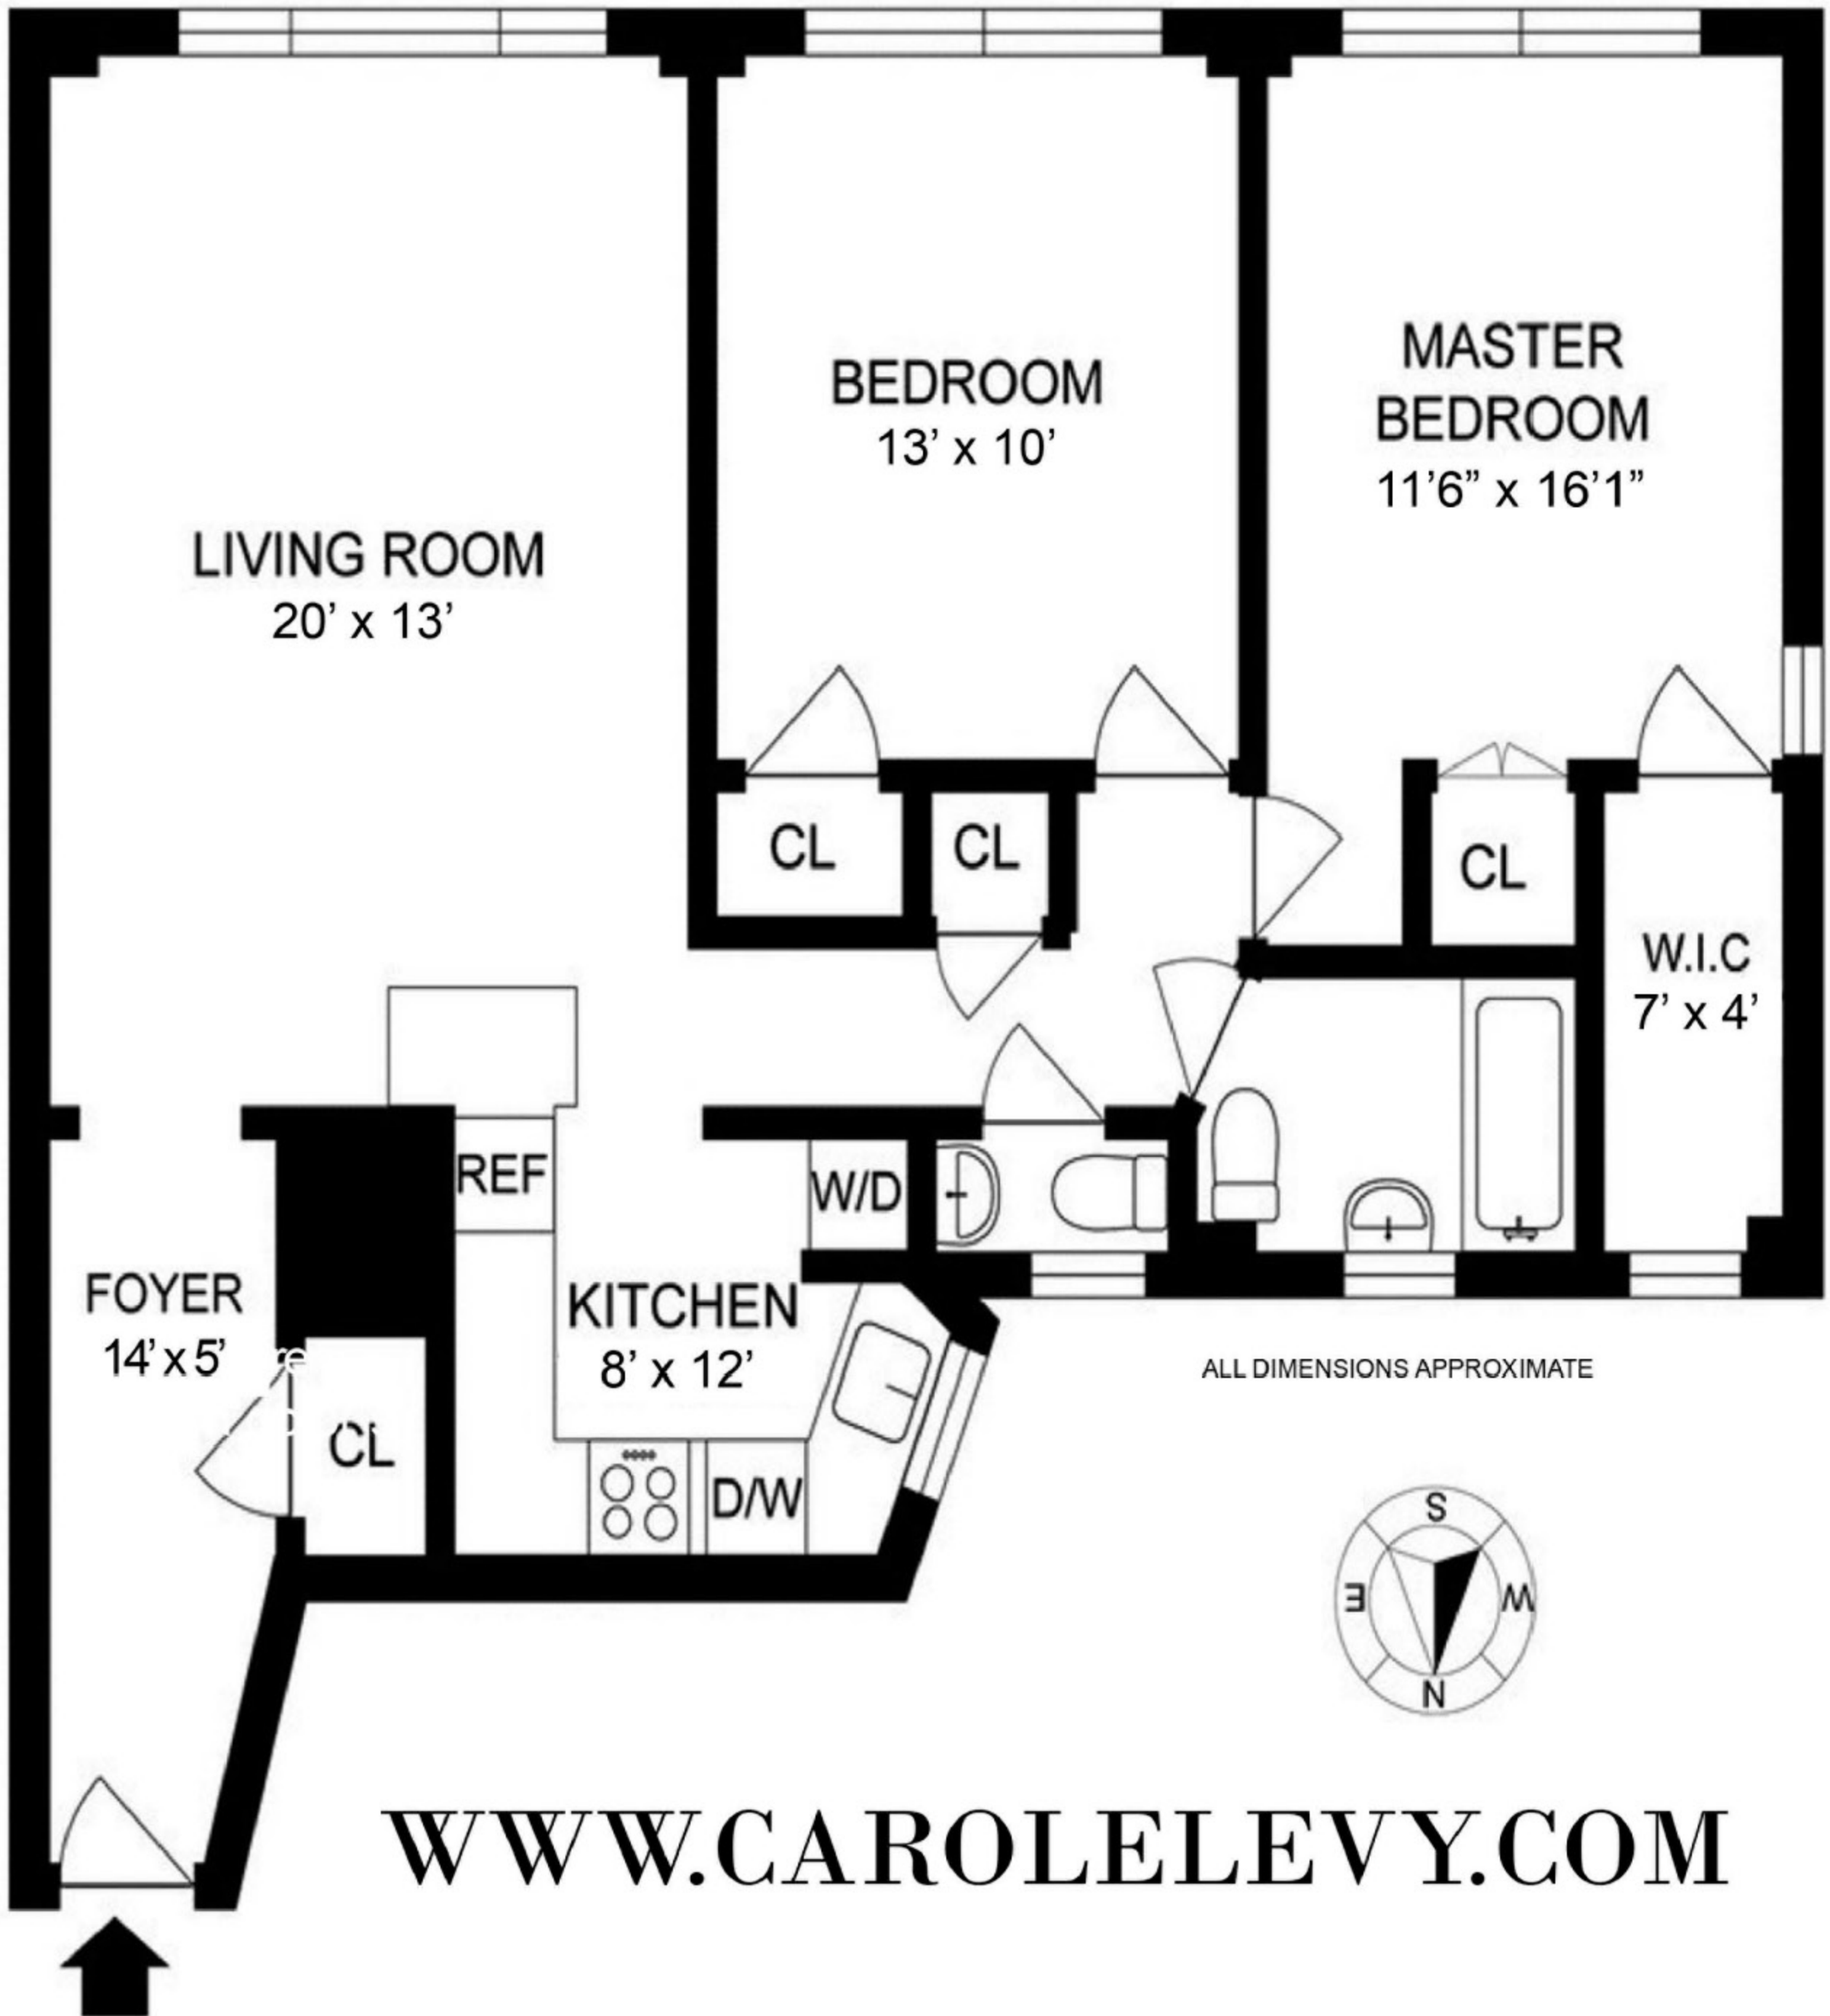 BEDROOM
13’ x 10’
MASTER
BEDROOM
11’6” x 16’1”
LIVING ROOM
20’ x 13’
CL
CL
CL
W.I.C
7’ x 4’
REF
W/D
FOYER
14’ x 5’
KITCHEN
8’ x 12’
CL
D/W
ALL DIMENSIONS APPROXIMATE
S
E
W
N
WWW.CAROLELEVY.COM